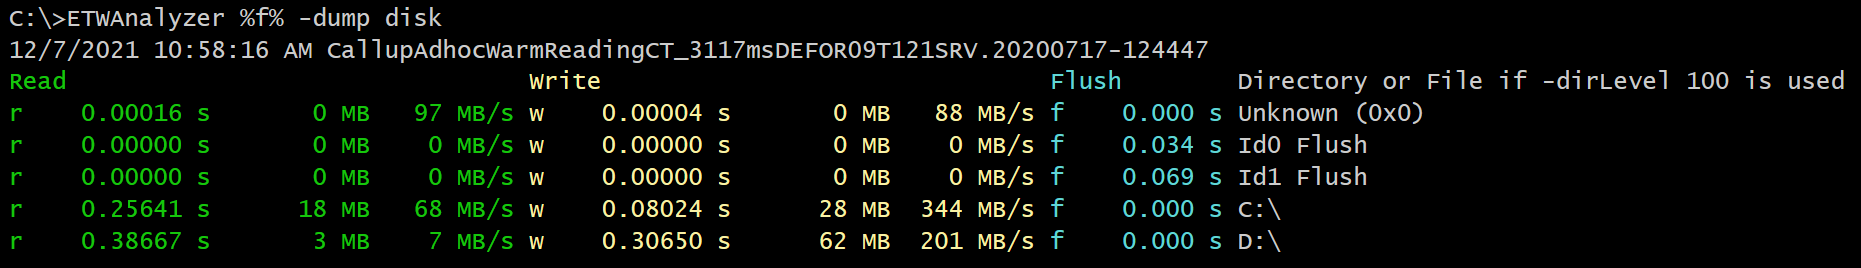 C:\>ETWAnalyzer %f% -dump disk
12/7/2021 10:58:16 AM CallupAdhocWarmReadingCT_3117msDEFOR09T121SRV.20200717-124447
Read                                Write                               Flush        Directory or File if -dirLevel 100 is used
r    0.00016 s       0 MB   97 MB/s w    0.00004 s       0 MB   88 MB/s f    0.000 s Unknown (0x0)
r    0.00000 s       0 MB    0 MB/s w    0.00000 s       0 MB    0 MB/s f    0.034 s Id0 Flush
r    0.00000 s       0 MB    0 MB/s w    0.00000 s       0 MB    0 MB/s f    0.069 s Id1 Flush
r    0.25641 s      18 MB   68 MB/s w    0.08024 s      28 MB  344 MB/s f    0.000 s C:\
r    0.38667 s       3 MB    7 MB/s w    0.30650 s      62 MB  201 MB/s f    0.000 s D:\